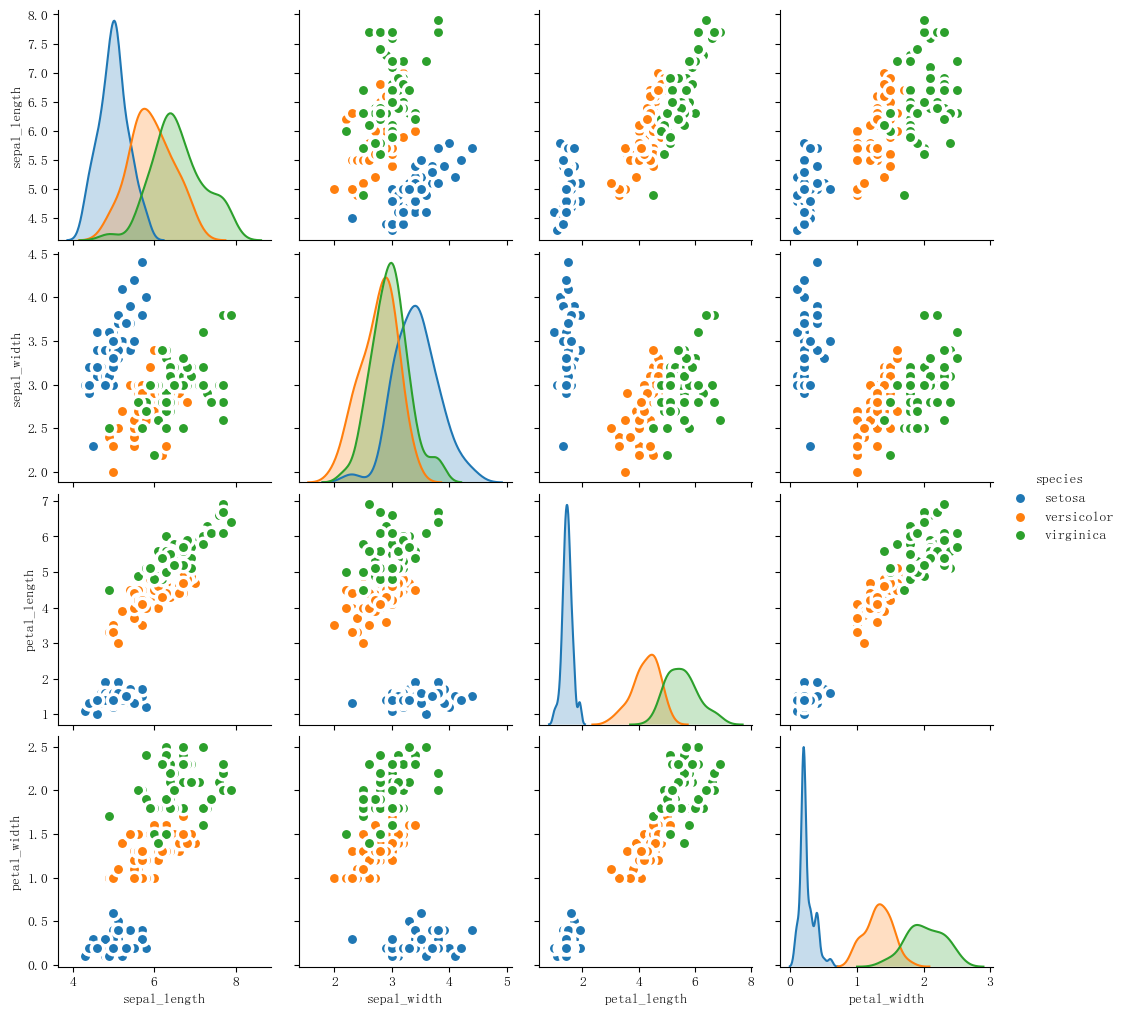 8.0
7.5
7.0
6.5
6.0
5.5
5.0
4.5
sepal_length
4.5
4.0
3.5
3.0
2.5
2.0
sepal_width
7
6
5
4
3
2
1
petal_length
2.5
2.0
1.5
1.0
0.5
0.0
petal_width
4 6 8
sepal_length
2 3 4 5
sepal_width
2 4 6 8
petal_length
0 1 2 3
petal_width
species
setosa
versicolor
virginica